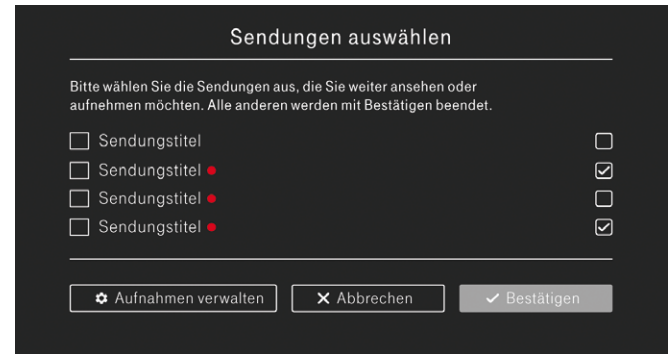 Sendungen auswählen
Bitte wählen Sie die Sendungen aus, die Sie weiter ansehen oder
aufnehmen möchten. Alle anderen werden mit Bestätigen beendet.
Sendungstitel
Sendungstitel
Sendungstitel
Sendungstitel
Aufnahmen verwalten Abbrechen Bestätigen